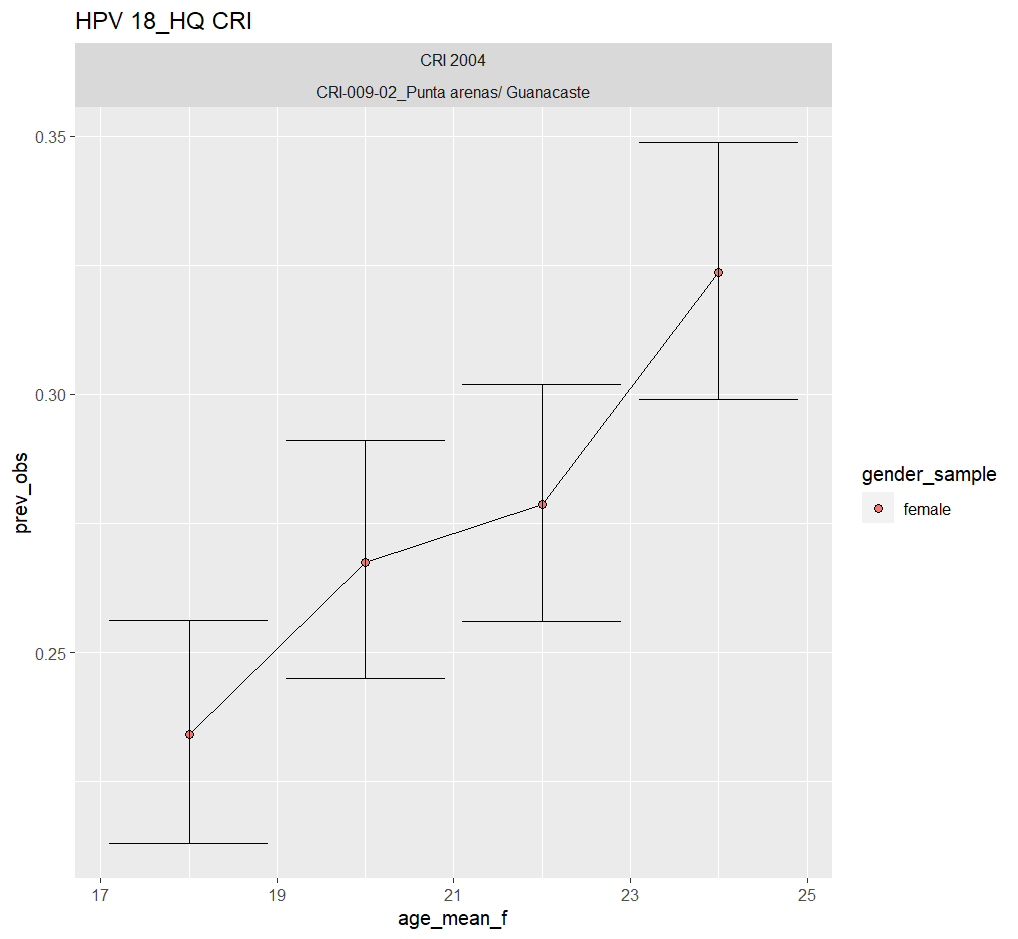 HPV 18_HQ CRI
CRI 2004
CRI-009-02_Punta arenas/ Guanacaste
0.35
0.30
0.25
prev_obs
17
19
21
23
25
age_mean_f
gender_sample
female